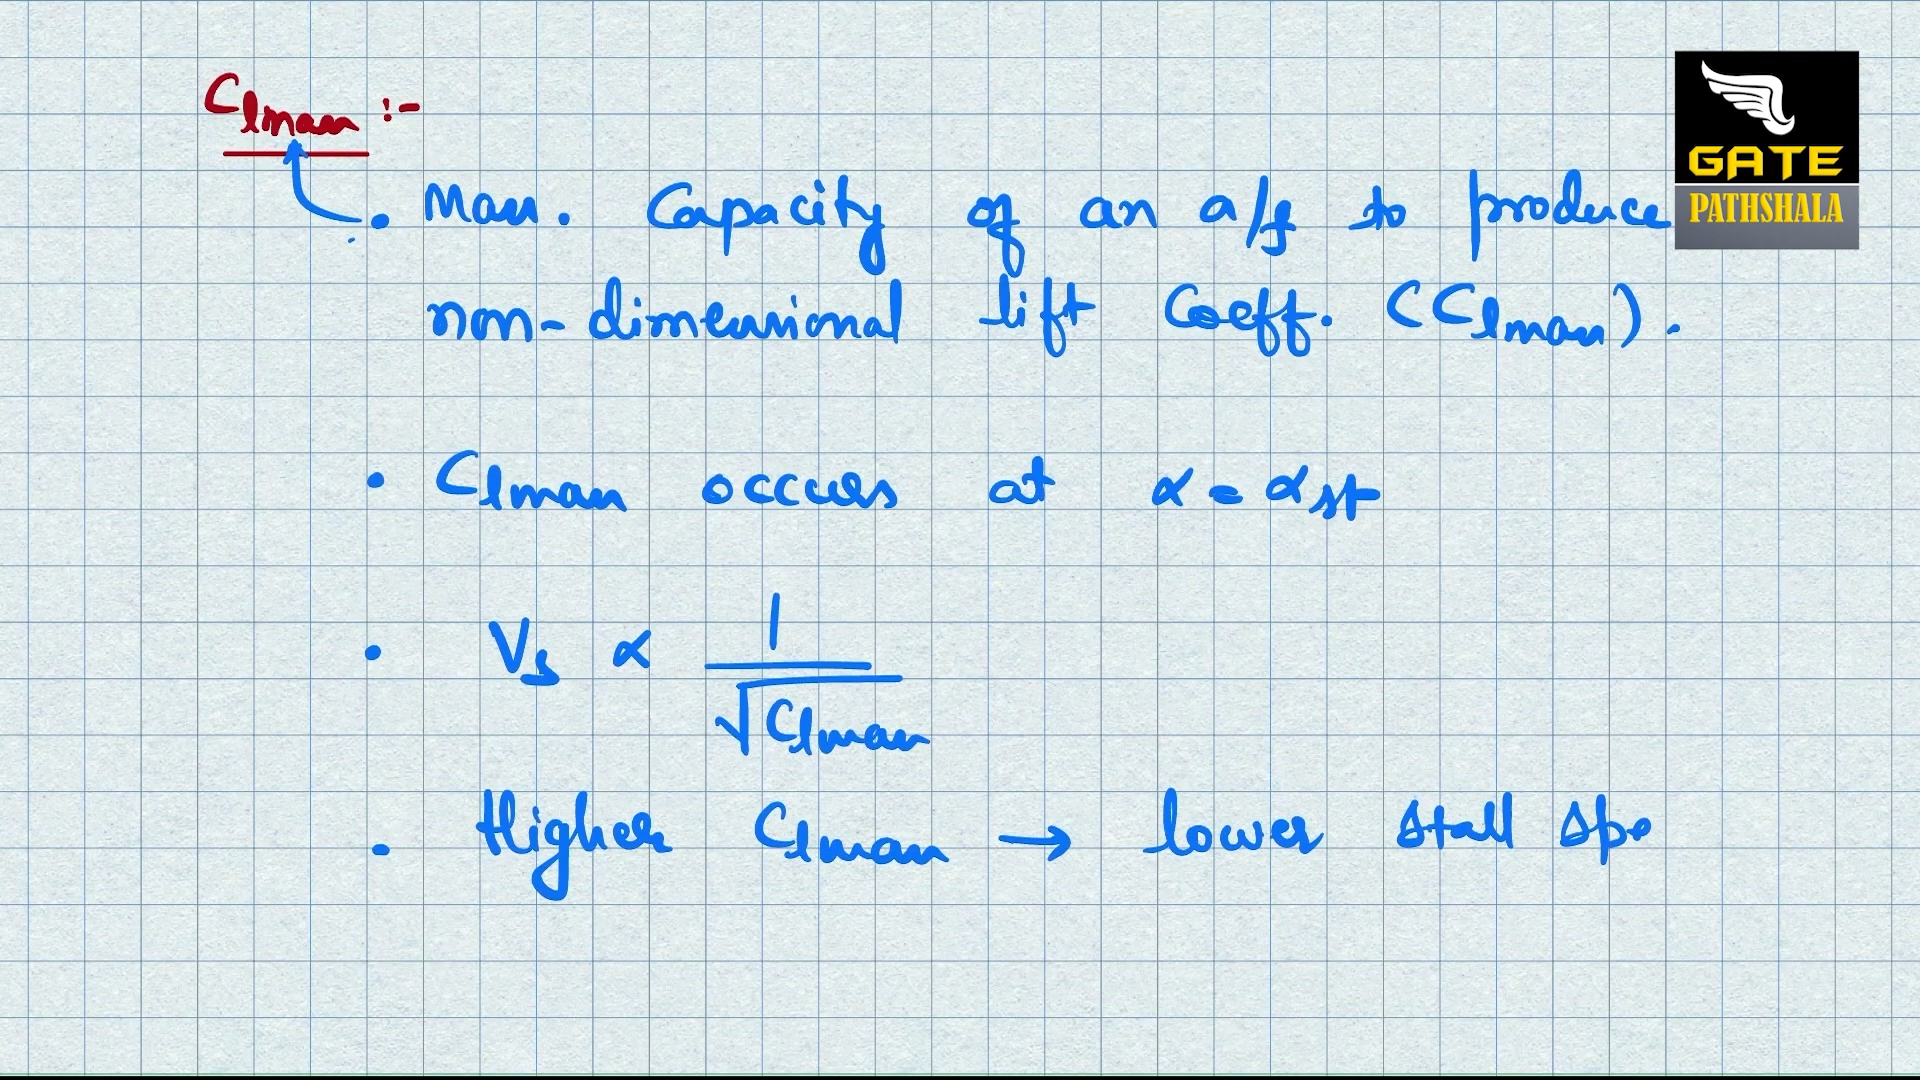 Clmax :-
GATE
PATHSHALA
• Max. Capacity of an a/f to produce
non-dimensional lift Coeff. (Clmax).
• Clmax occurs at α = αst
• Vs ∝ 1/√Clmax
• Higher Clmax → lower stall spe